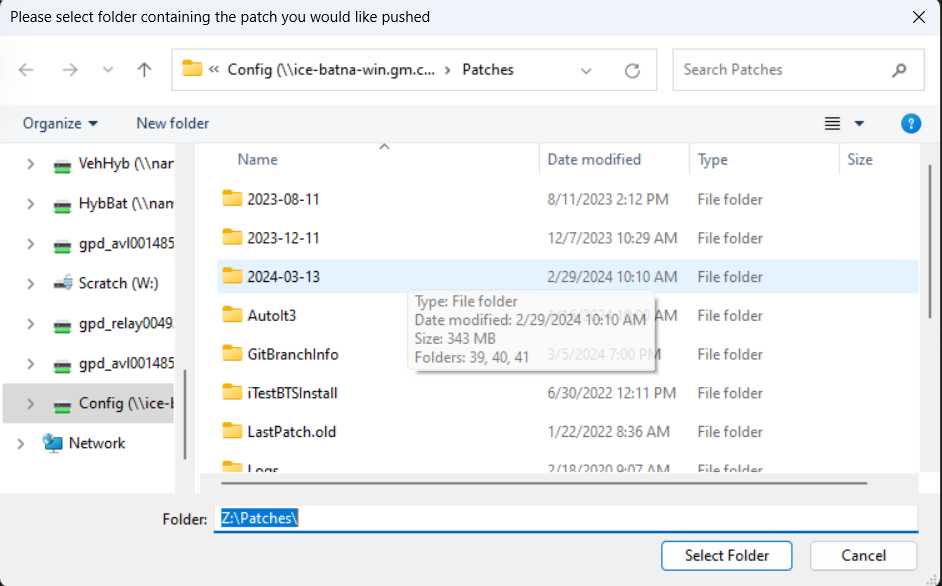 Please select folder containing the patch you would like pushed
« Config (\\ice-batna-win.gm.c... › Patches
Search Patches
Organize
New folder
?
Name
Date modified
Type
Size
VehHyb (\\nar
HybBat (\\nam
gpd_avl001485
Scratch (W:)
gpd_relay0049
gpd_avl001485
Config (\\ice-b
Network
2023-08-11 8/11/2023 2:12 PM File folder
2023-12-11 12/7/2023 10:29 AM File folder
2024-03-13 2/29/2024 10:10 AM File folder
AutoIt3 AM File folder
GitBranchInfo 3/5/2024 7:00 PM File folder
iTestBTSInstall 6/30/2022 12:11 PM File folder
LastPatch.old 1/22/2022 8:36 AM File folder
Logs 2/18/2020 9:07 AM File folder
Type: File folder
Date modified: 2/29/2024 10:10 AM
Size: 343 MB
Folders: 39, 40, 41
Folder: Z:\Patches\
Select Folder
Cancel